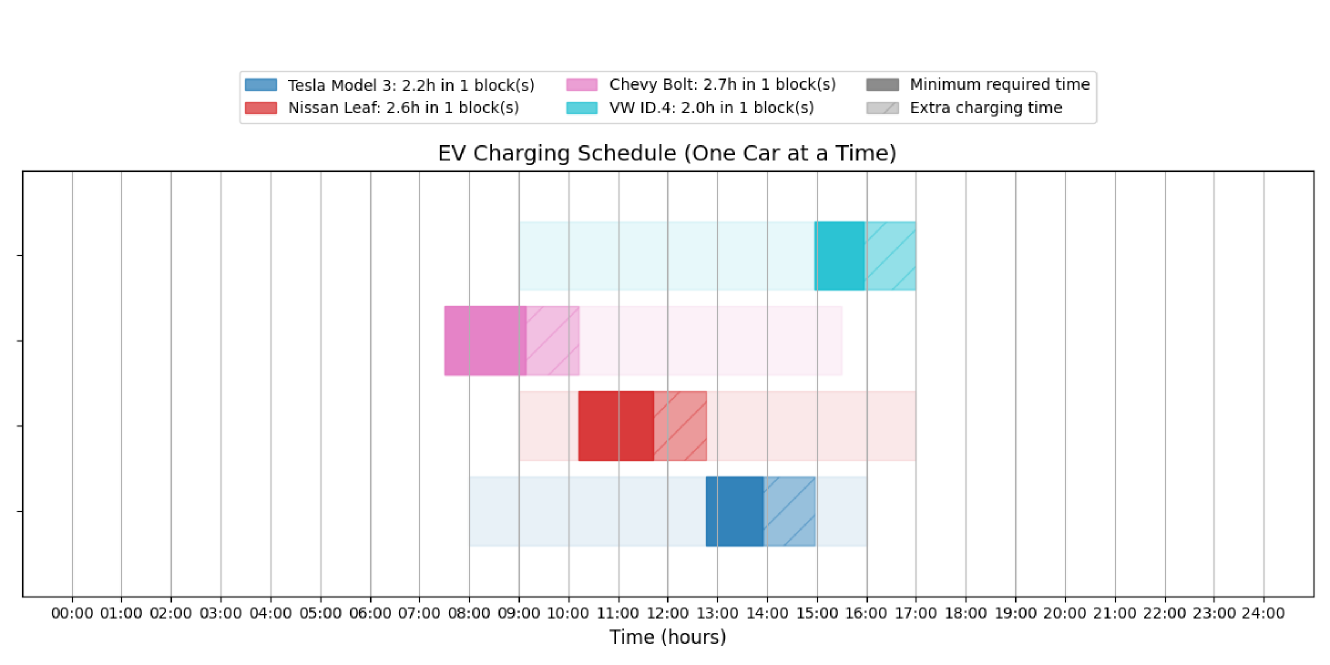 Tesla Model 3: 2.2h in 1 block(s) Chevy Bolt: 2.7h in 1 block(s) Minimum required time
Nissan Leaf: 2.6h in 1 block(s) VW ID.4: 2.0h in 1 block(s) Extra charging time
EV Charging Schedule (One Car at a Time)
00:00 01:00 02:00 03:00 04:00 05:00 06:00 07:00 08:00 09:00 10:00 11:00 12:00 13:00 14:00 15:00 16:00 17:00 18:00 19:00 20:00 21:00 22:00 23:00 24:00
Time (hours)